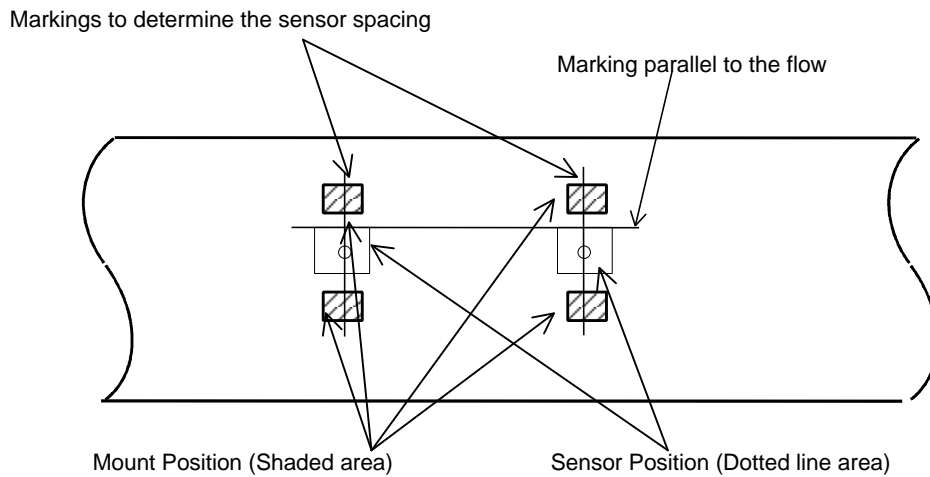 Markings to determine the sensor spacing
Marking parallel to the flow
Mount Position (Shaded area)
Sensor Position (Dotted line area)